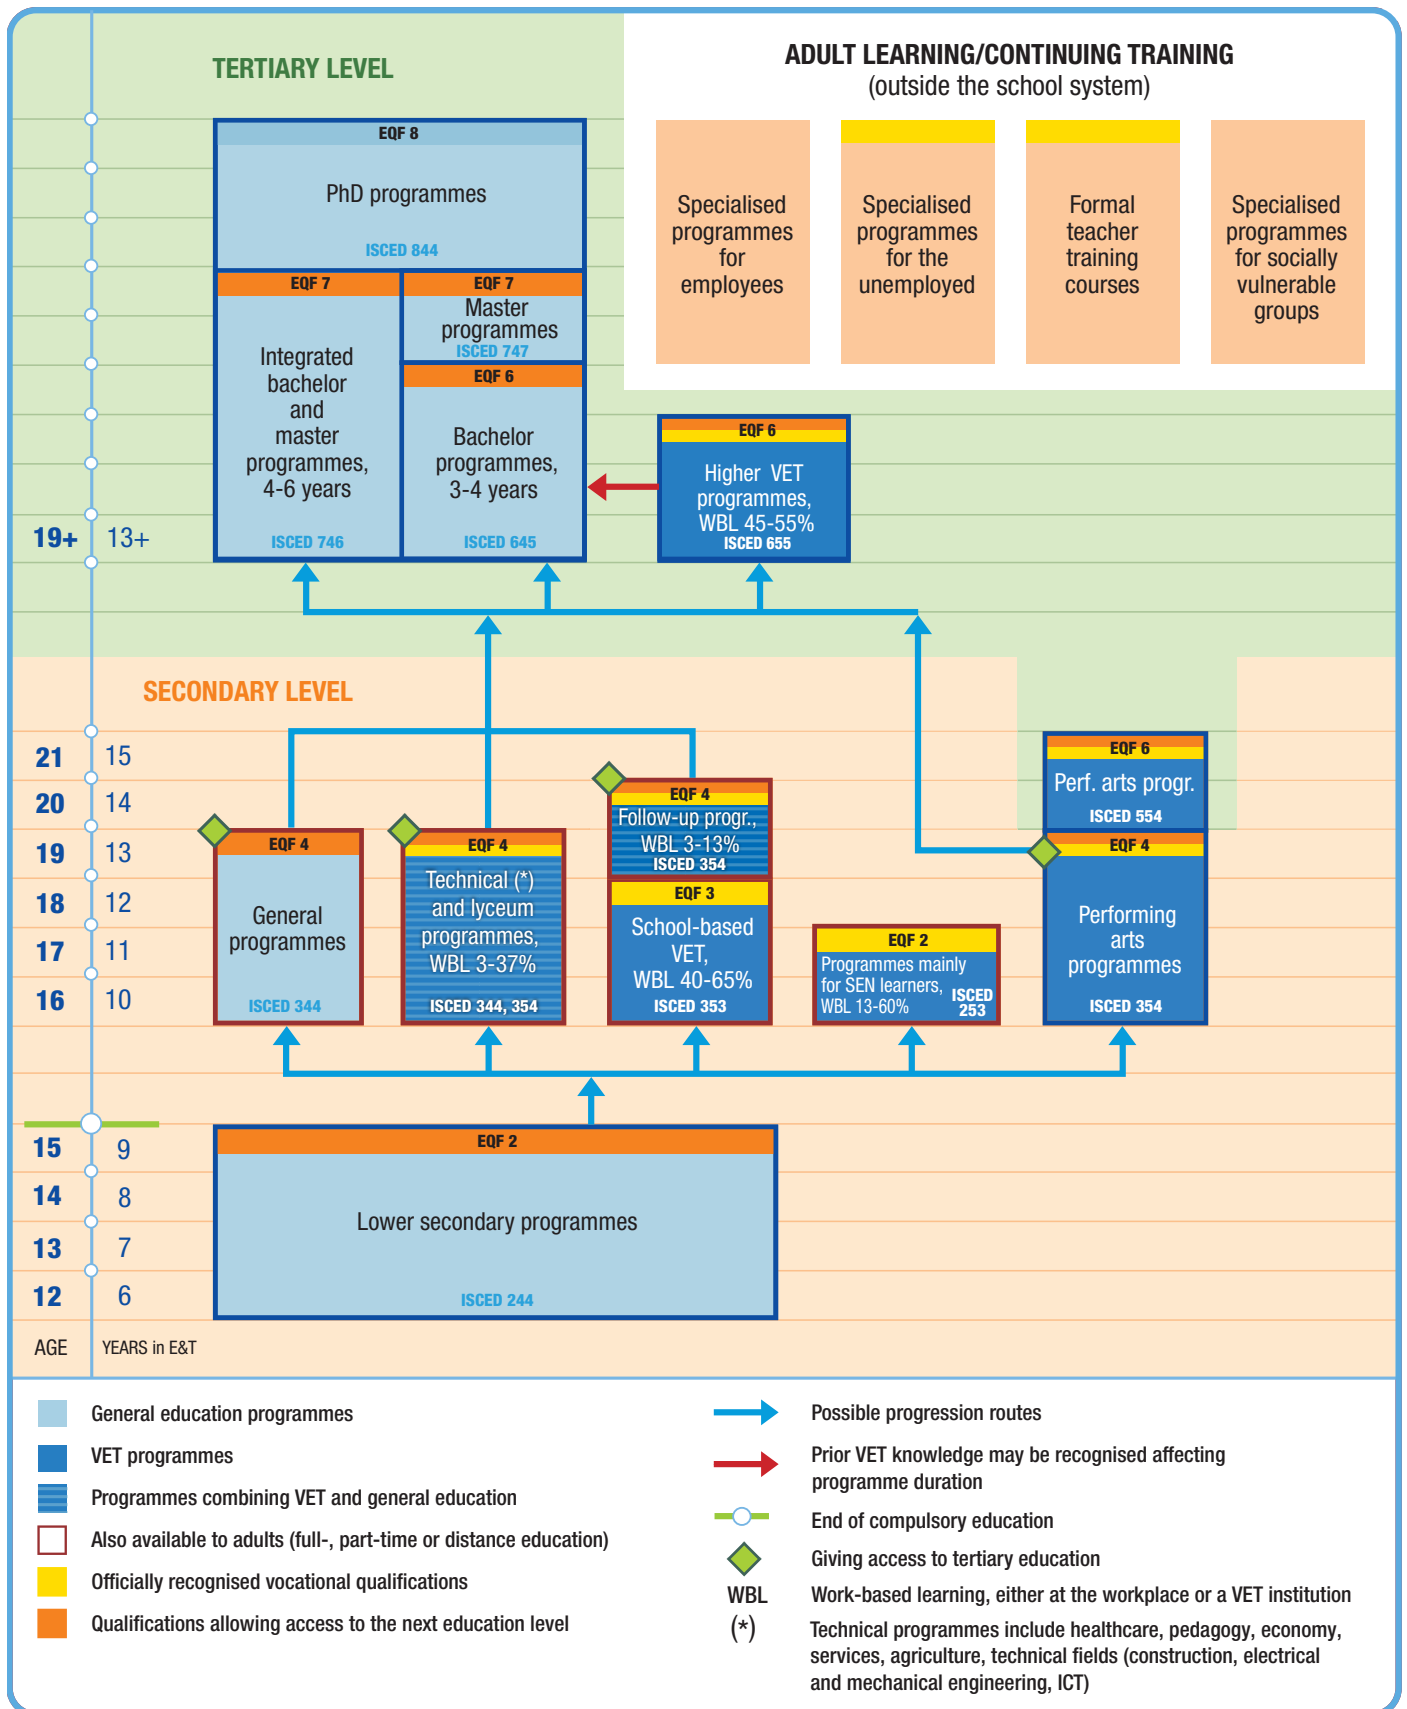 TERTIARY LEVEL
ADULT LEARNING/CONTINUING TRAINING
(outside the school system)
Specialised
programmes
for
employees
Specialised
programmes
for the
unemployed
Formal
teacher
training
courses
Specialised
programmes
for socially
vulnerable
groups
EQF 8
PhD programmes
ISCED 844
EQF 7
Integrated
bachelor
and
master
programmes,
4-6 years
ISCED 746
EQF 7
Master
programmes
ISCED 747
EQF 6
Bachelor
programmes,
3-4 years
ISCED 645
EQF 6
Higher VET
programmes,
WBL 45-55%
ISCED 655
19+ 13+
SECONDARY LEVEL
21 15
20 14
19 13
18 12
17 11
16 10
EQF 4
General
programmes
ISCED 344
EQF 4
Technical (*)
and lyceum
programmes,
WBL 3-37%
ISCED 344, 354
EQF 4
Follow-up progr.,
WBL 3-13%
ISCED 354
EQF 3
School-based
VET,
WBL 40-65%
ISCED 353
EQF 2
Programmes mainly
for SEN learners,
WBL 13-60%
ISCED
253
EQF 6
Perf. arts progr.
ISCED 554
EQF 4
Performing
arts
programmes
ISCED 354
15 9
14 8
13 7
12 6
AGE YEARS in E&T
EQF 2
Lower secondary programmes
ISCED 244
General education programmes
VET programmes
Programmes combining VET and general education
Also available to adults (full-, part-time or distance education)
Officially recognised vocational qualifications
Qualifications allowing access to the next education level
Possible progression routes
Prior VET knowledge may be recognised affecting
programme duration
End of compulsory education
Giving access to tertiary education
WBL Work-based learning, either at the workplace or a VET institution
(*) Technical programmes include healthcare, pedagogy, economy,
services, agriculture, technical fields (construction, electrical
and mechanical engineering, ICT)